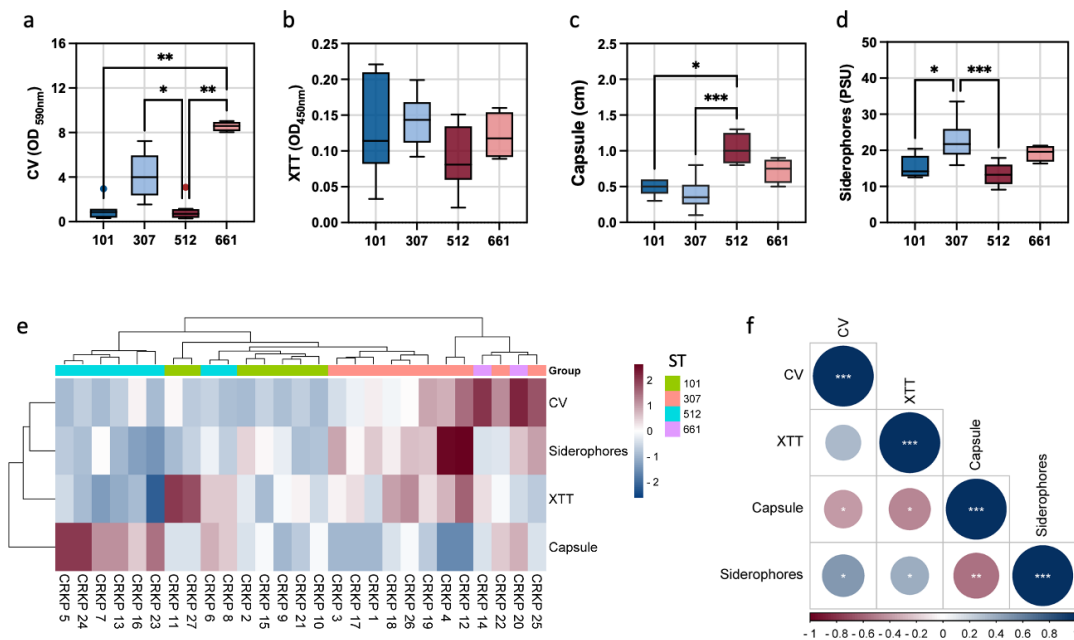 a
b
c
d
CV (OD 590nm)
16
12
8
4
0
**
*
**
101 307 512 661
XTT (OD450nm)
0.25
0.20
0.15
0.10
0.05
0.00
101 307 512 661
Capsule (cm)
2.5
2.0
1.5
1.0
0.5
0.0
*
***
101 307 512 661
Siderophores (PSU)
50
40
30
20
10
0
*
***
101 307 512 661
e
Group
CV
Siderophores
XTT
Capsule
CRKP 5
CRKP 24
CRKP 7
CRKP 13
CRKP 16
CRKP 23
CRKP 11
CRKP 27
CRKP 6
CRKP 8
CRKP 2
CRKP 15
CRKP 9
CRKP 21
CRKP 10
CRKP 3
CRKP 17
CRKP 1
CRKP 18
CRKP 26
CRKP 19
CRKP 4
CRKP 12
CRKP 14
CRKP 22
CRKP 20
CRKP 25
2
1
0
- 1
- 2
ST
101
307
512
661
f
CV
XTT
Capsule
Siderophores
CV
***
XTT
***
Capsule
* * ***
Siderophores
* * ** ***
-1 -0.8 -0.6 -0.4 -0.2 0 0.2 0.4 0.6 0.8 1